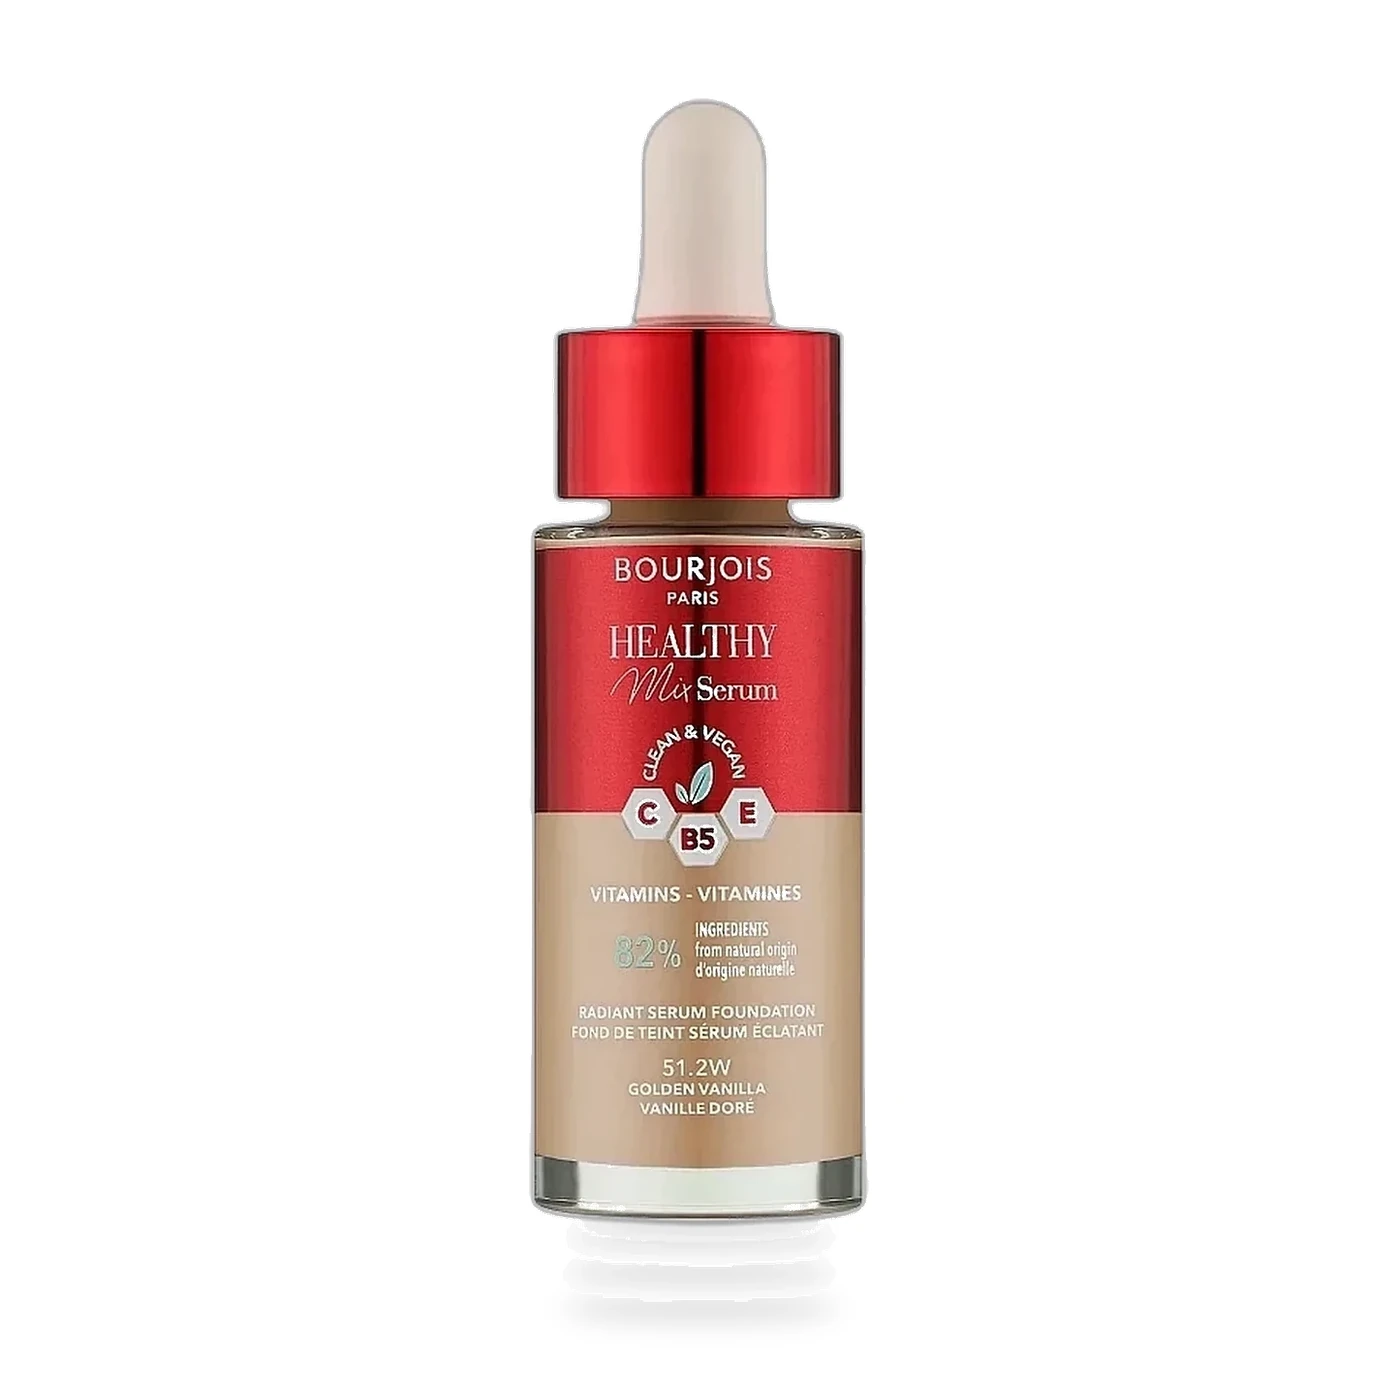 BOURJOIS
PARIS
HEALTHY
Mix Serum
CLEAN & VEGAN
C
B5
E
VITAMINS - VITAMINES
82%
INGREDIENTS
from natural origin
d'origine naturelle
RADIANT SERUM FOUNDATION
FOND DE TEINT SÉRUM ÉCLATANT
51.2W
GOLDEN VANILLA
VANILLE DORÉ